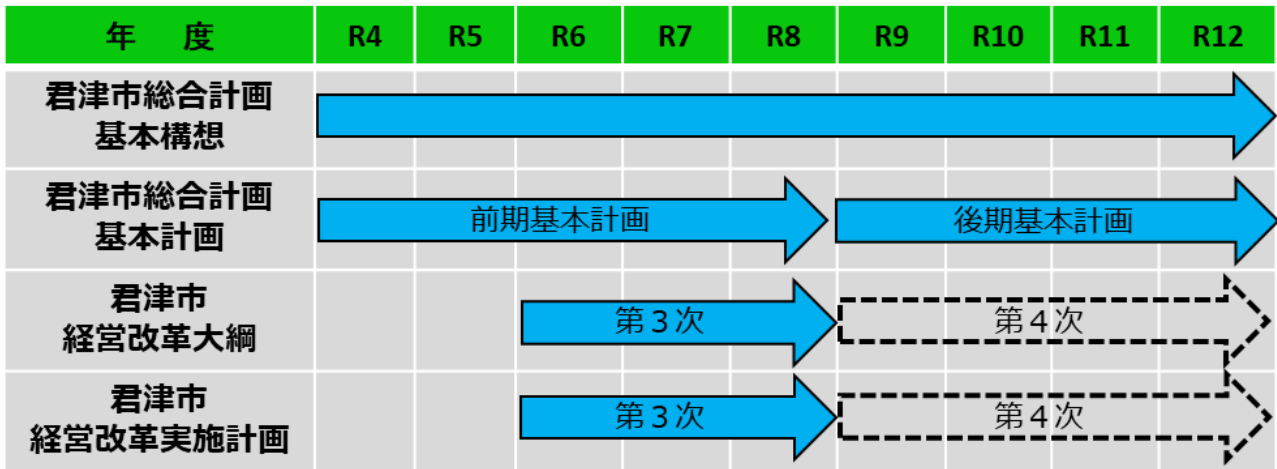 年 度 R4 R5 R6 R7 R8 R9 R10 R11 R12
君津市総合計画
基本構想
君津市総合計画
基本計画
前期基本計画 後期基本計画
君津市
経営改革大綱
第３次 第４次
君津市
経営改革実施計画
第３次 第４次